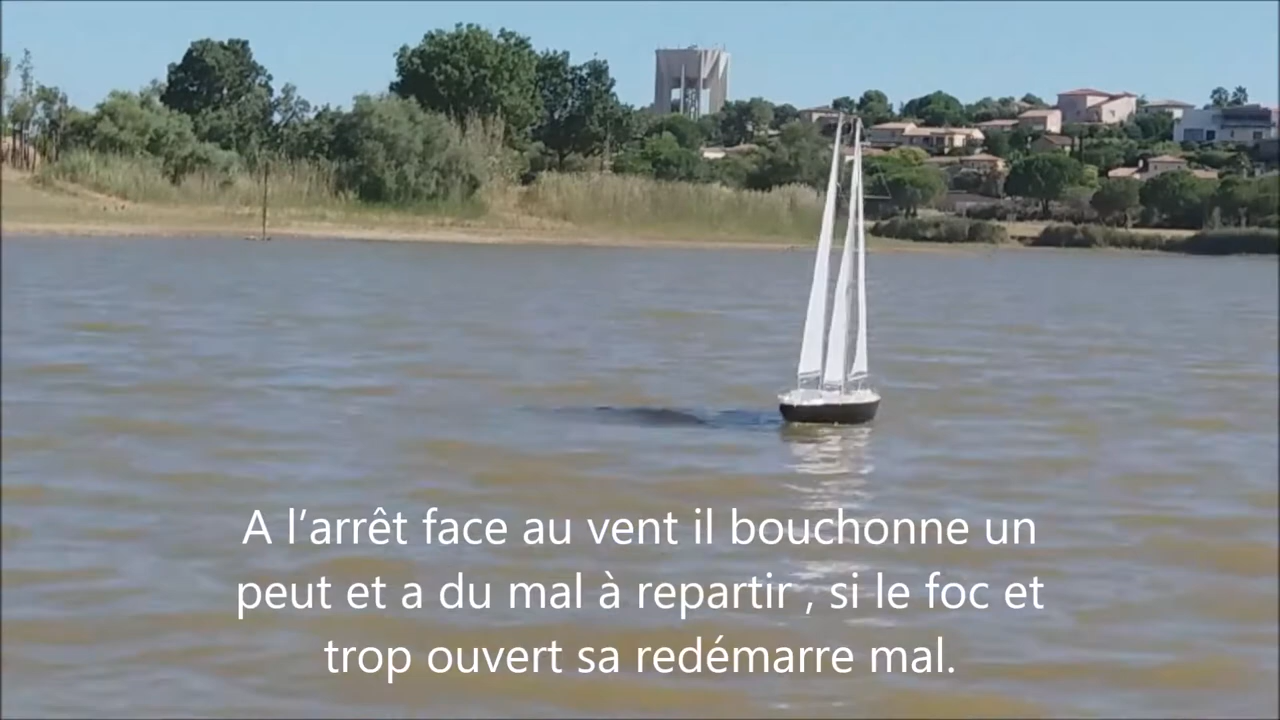 A l’arrêt face au vent il bouchonne un
peut et a du mal à repartir , si le foc et
trop ouvert sa redémarre mal.